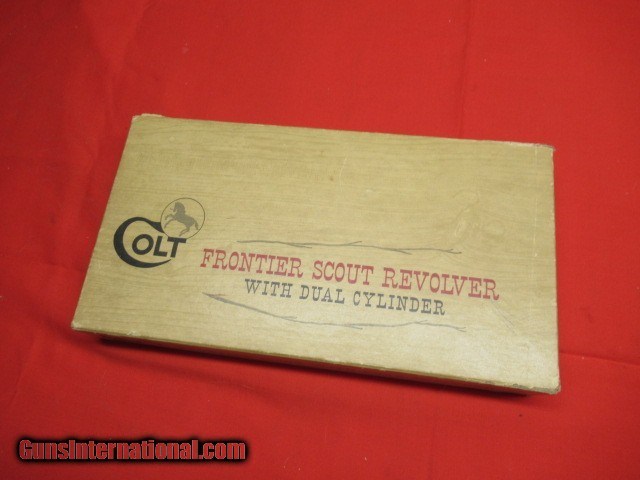 COLT
FRONTIER SCOUT REVOLVER
WITH DUAL CYLINDER
GunsInternational.com